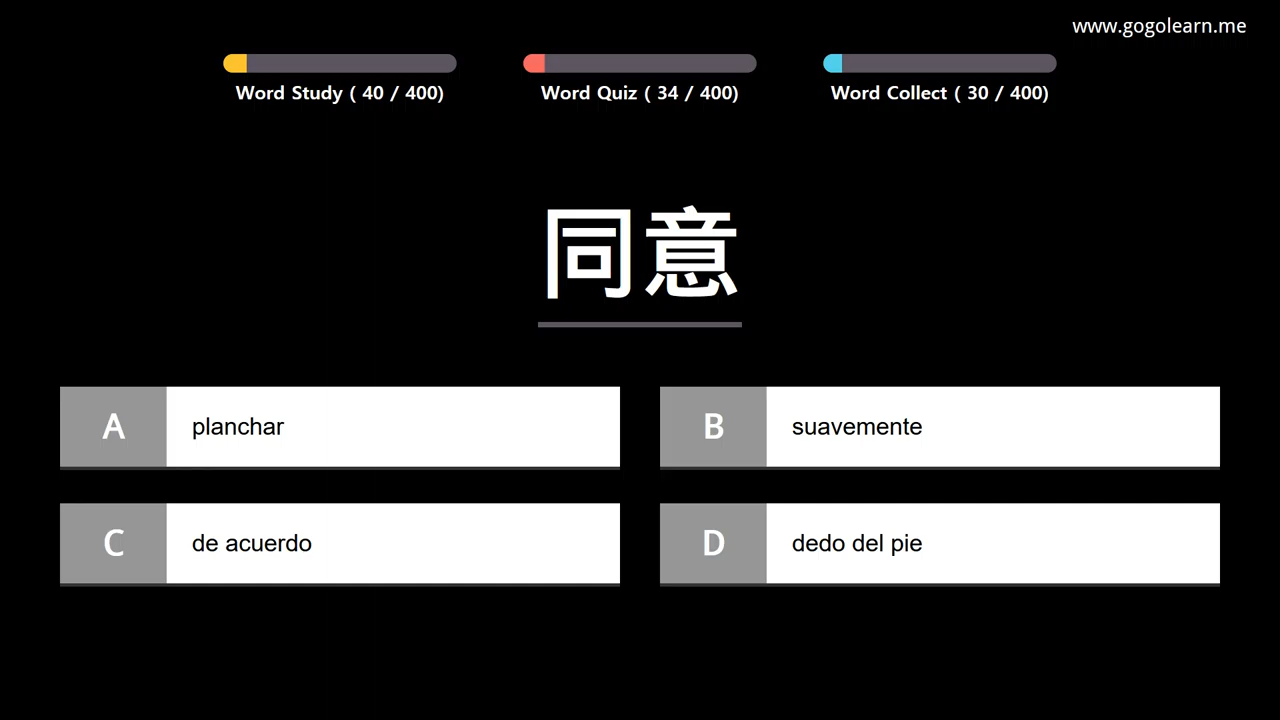 www.gogolearn.me
Word Study ( 40 / 400)
Word Quiz ( 34 / 400)
Word Collect ( 30 / 400)
同意
A planchar
B suavemente
C de acuerdo
D dedo del pie